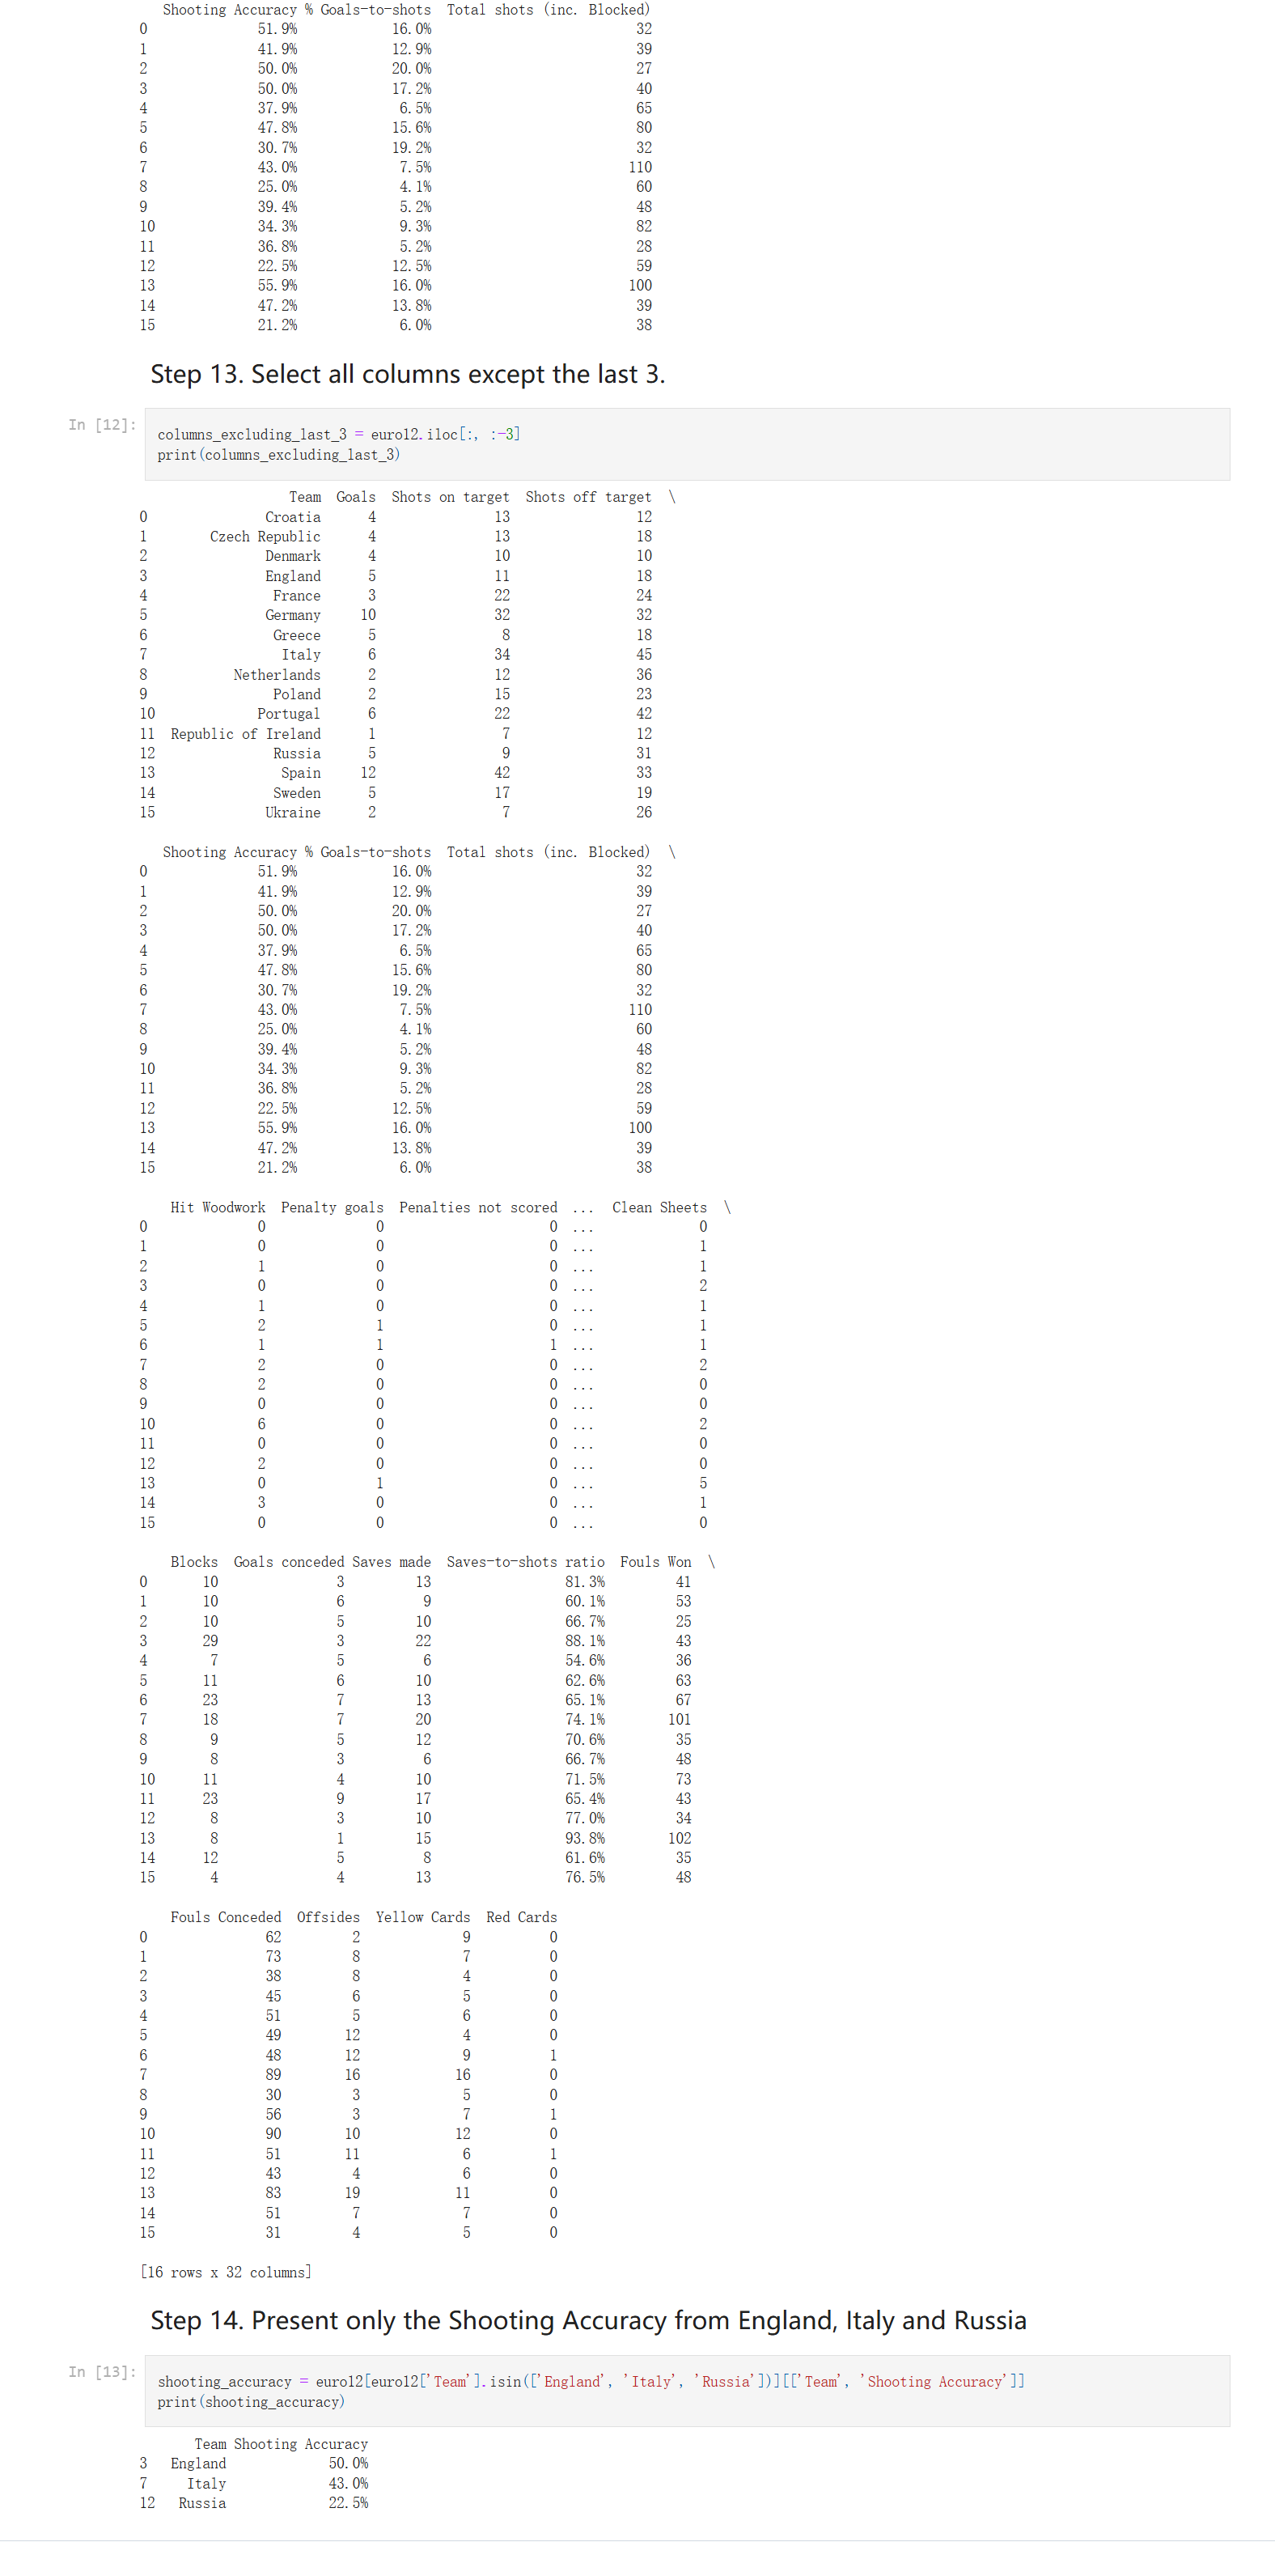 Shooting Accuracy % Goals-to-shots  Total shots (inc. Blocked)
0              51.9%            16.0%                          32
1              41.9%            12.9%                          39
2              50.0%            20.0%                          27
3              50.0%            17.2%                          40
4              37.9%             6.5%                          65
5              47.8%            15.6%                          80
6              30.7%            19.2%                          32
7              43.0%             7.5%                         110
8              25.0%             4.1%                          60
9              39.4%             5.2%                          48
10             34.3%             9.3%                          82
11             36.8%             5.2%                          28
12             22.5%            12.5%                          59
13             55.9%            16.0%                         100
14             47.2%            13.8%                          39
15             21.2%             6.0%                          38
Step 13. Select all columns except the last 3.
In [12]:
columns_excluding_last_3 = euro12.iloc[:, :-3]
print(columns_excluding_last_3)
                   Team  Goals  Shots on target  Shots off target  \
0               Croatia      4               13                12
1        Czech Republic      4               13                18
2               Denmark      4               10                10
3               England      5               11                18
4                France      3               22                24
5               Germany     10               32                32
6                Greece      5                8                18
7                 Italy      6               34                45
8           Netherlands      2               12                36
9                Poland      2               15                23
10             Portugal      6               22                42
11  Republic of Ireland      1                7                12
12               Russia      5                9                31
13                Spain     12               42                33
14               Sweden      5               17                19
15              Ukraine      2                7                26
   Shooting Accuracy % Goals-to-shots  Total shots (inc. Blocked)  \
0              51.9%            16.0%                          32
1              41.9%            12.9%                          39
2              50.0%            20.0%                          27
3              50.0%            17.2%                          40
4              37.9%             6.5%                          65
5              47.8%            15.6%                          80
6              30.7%            19.2%                          32
7              43.0%             7.5%                         110
8              25.0%             4.1%                          60
9              39.4%             5.2%                          48
10             34.3%             9.3%                          82
11             36.8%             5.2%                          28
12             22.5%            12.5%                          59
13             55.9%            16.0%                         100
14             47.2%            13.8%                          39
15             21.2%             6.0%                          38
    Hit Woodwork  Penalty goals  Penalties not scored  ...  Clean Sheets  \
0              0              0                     0  ...             0
1              0              0                     0  ...             1
2              1              0                     0  ...             1
3              0              0                     0  ...             2
4              1              0                     0  ...             1
5              2              1                     0  ...             1
6              1              1                     1  ...             1
7              2              0                     0  ...             2
8              2              0                     0  ...             0
9              0              0                     0  ...             0
10             6              0                     0  ...             2
11             0              0                     0  ...             0
12             2              0                     0  ...             0
13             0              1                     0  ...             5
14             3              0                     0  ...             1
15             0              0                     0  ...             0
    Blocks  Goals conceded Saves made  Saves-to-shots ratio  Fouls Won  \
0       10               3         13                 81.3%         41
1       10               6          9                 60.1%         53
2       10               5         10                 66.7%         25
3       29               3         22                 88.1%         43
4        7               5          6                 54.6%         36
5       11               6         10                 62.6%         63
6       23               7         13                 65.1%         67
7       18               7         20                 74.1%        101
8        9               5         12                 70.6%         35
9        8               3          6                 66.7%         48
10      11               4         10                 71.5%         73
11      23               9         17                 65.4%         43
12       8               3         10                 77.0%         34
13       8               1         15                 93.8%        102
14      12               5          8                 61.6%         35
15       4               4         13                 76.5%         48
    Fouls Conceded  Offsides  Yellow Cards  Red Cards
0               62         2             9          0
1               73         8             7          0
2               38         8             4          0
3               45         6             5          0
4               51         5             6          0
5               49        12             4          0
6               48        12             9          1
7               89        16            16          0
8               30         3             5          0
9               56         3             7          1
10              90        10            12          0
11              51        11             6          1
12              43         4             6          0
13              83        19            11          0
14              51         7             7          0
15              31         4             5          0
[16 rows x 32 columns]
Step 14. Present only the Shooting Accuracy from England, Italy and Russia
In [13]:
shooting_accuracy = euro12[euro12['Team'].isin(['England', 'Italy', 'Russia'])][['Team', 'Shooting Accuracy']]
print(shooting_accuracy)
       Team Shooting Accuracy
3   England             50.0%
7     Italy             43.0%
12   Russia             22.5%